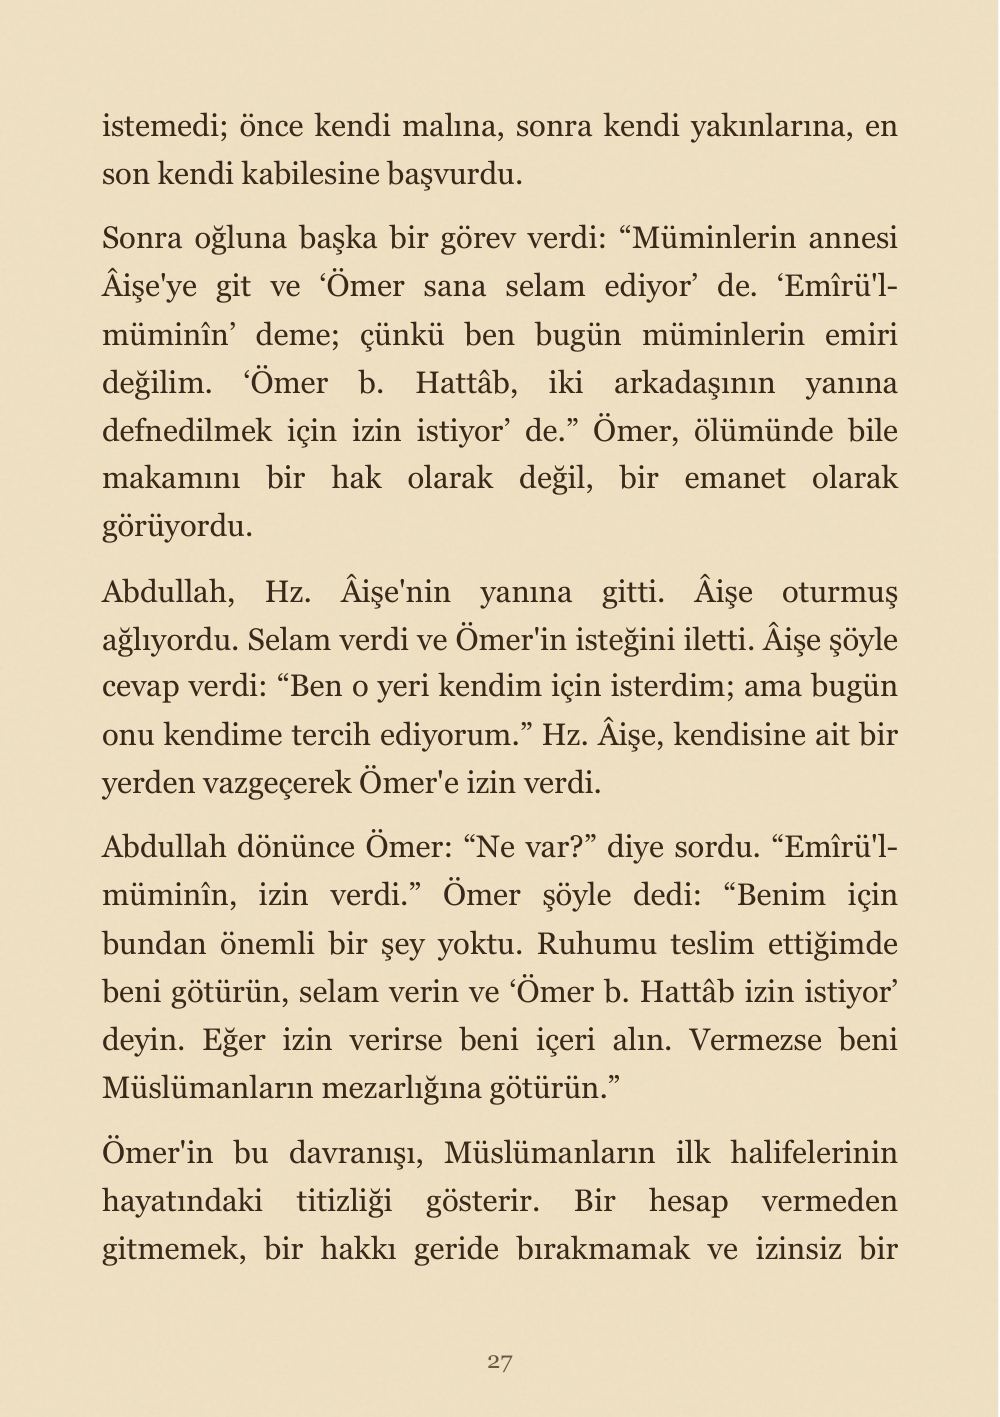 istemedi; önce kendi malına, sonra kendi yakınlarına, en
son kendi kabilesine başvurdu.
Sonra oğluna başka bir görev verdi: “Müminlerin annesi
Âişe'ye git ve ‘Ömer sana selam ediyor’ de. ‘Emîrü'l-
müminîn’ deme; çünkü ben bugün müminlerin emiri
değilim. ‘Ömer b. Hattâb, iki arkadaşının yanına
defnedilmek için izin istiyor’ de.” Ömer, ölümünde bile
makamını bir hak olarak değil, bir emanet olarak
görüyordu.
Abdullah, Hz. Âişe'nin yanına gitti. Âişe oturmuş
ağlıyordu. Selam verdi ve Ömer'in isteğini iletti. Âişe şöyle
cevap verdi: “Ben o yeri kendim için isterdim; ama bugün
onu kendime tercih ediyorum.” Hz. Âişe, kendisine ait bir
yerden vazgeçerek Ömer'e izin verdi.
Abdullah dönünce Ömer: “Ne var?” diye sordu. “Emîrü'l-
müminîn, izin verdi.” Ömer şöyle dedi: “Benim için
bundan önemli bir şey yoktu. Ruhumu teslim ettiğimde
beni götürün, selam verin ve ‘Ömer b. Hattâb izin istiyor’
deyin. Eğer izin verirse beni içeri alın. Vermezse beni
Müslümanların mezarlığına götürün.”
Ömer'in bu davranışı, Müslümanların ilk halifelerinin
hayatındaki titizliği gösterir. Bir hesap vermeden
gitmemek, bir hakkı geride bırakmamak ve izinsiz bir
27